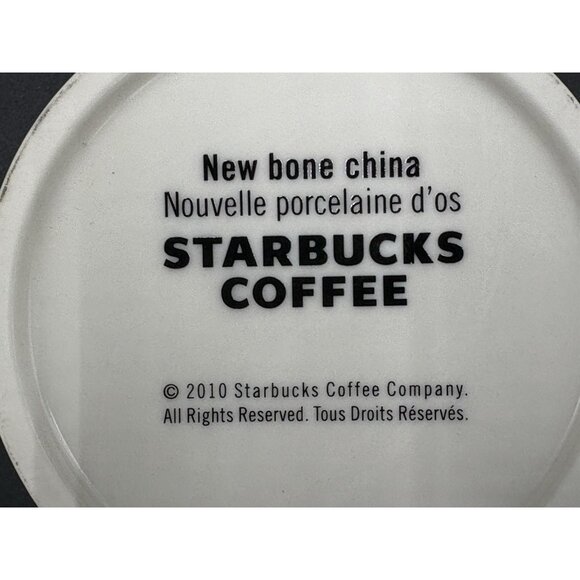 New bone china
Nouvelle porcelaine d'os
STARBUCKS
COFFEE
© 2010 Starbucks Coffee Company.
All Rights Reserved. Tous Droits Réservés.